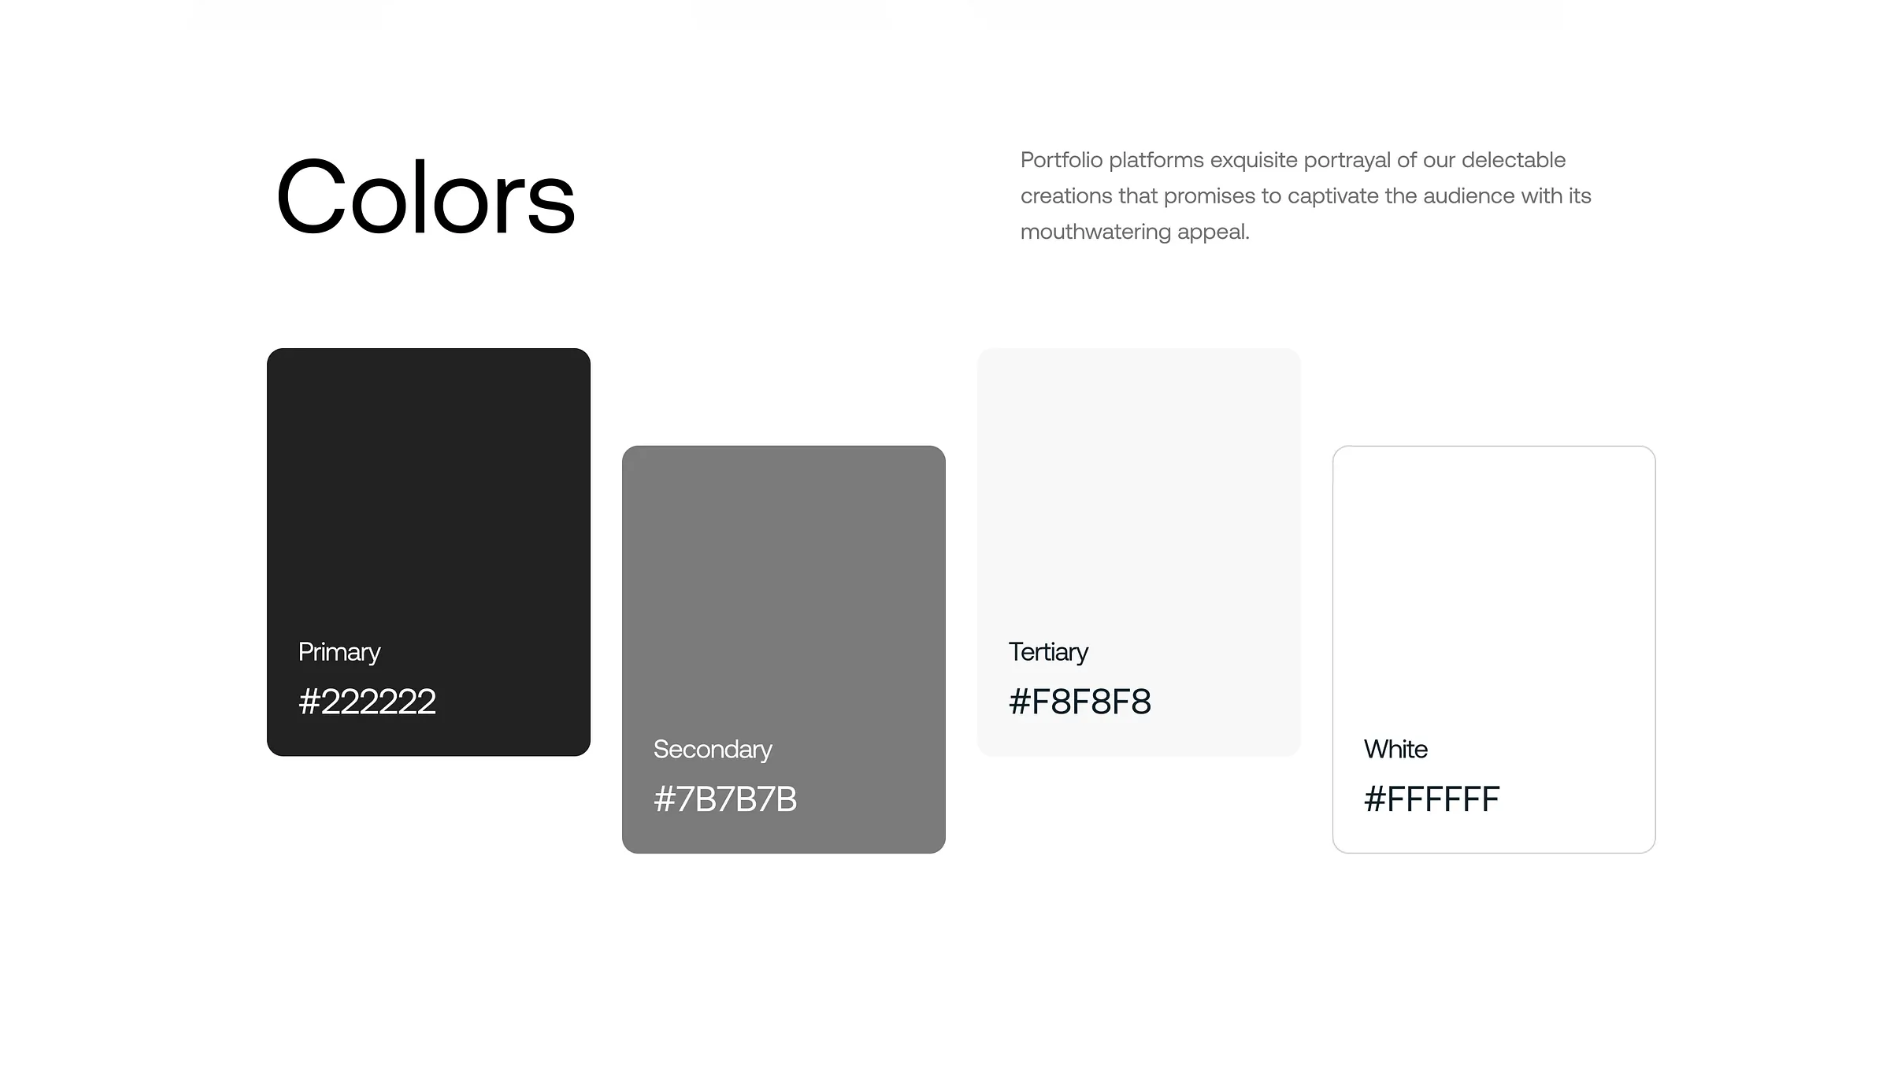 Colors
Portfolio platforms exquisite portrayal of our delectable
creations that promises to captivate the audience with its
mouthwatering appeal.
Primary
#222222
Secondary
#7B7B7B
Tertiary
#F8F8F8
White
#FFFFFF